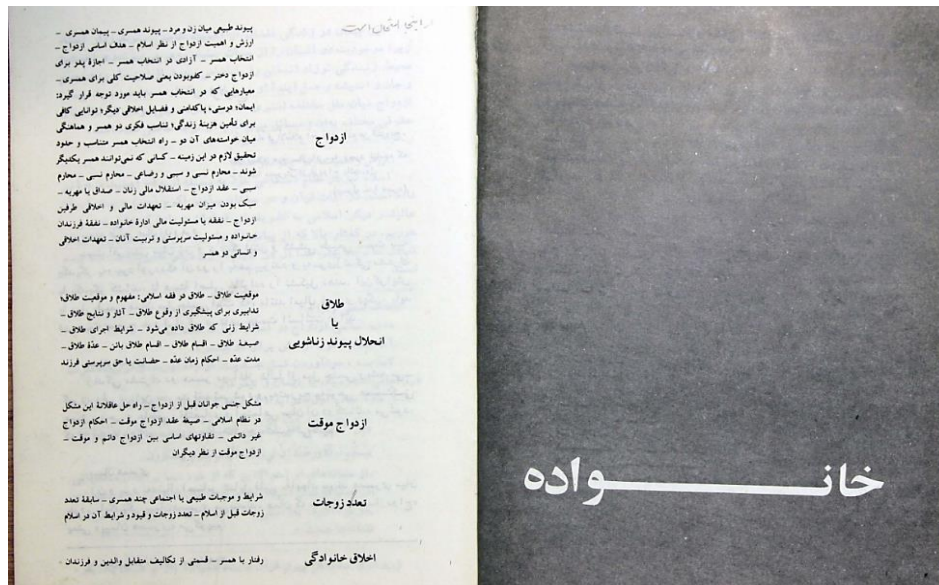 خانـــواده
پیوند طبیعی میان زن و مرد ـ پیوند همسری ـ پیمان همسری ـ
ارزش و اهمیت ازدواج از نظر اسلام ـ هدف اساسی ازدواج ـ
انتخاب همسر ـ آزادی در انتخاب همسر ـ اجازهٔ پدر برای
ازدواج دختر ـ کفوبودن یعنی صلاحیت کلی برای همسری ـ
معیارهایی که در انتخاب همسر باید مورد توجه قرار گیرد:
ایمان؛ درستی، پاکدامنی و فضایل اخلاقی دیگر؛ توانایی کافی
برای تأمین هزینهٔ زندگی؛ تناسب فکری دو همسر و هماهنگی
میان خواسته‌های آن دو ـ راه انتخاب همسر متناسب و حدود
ازدواج
تحقیق لازم در این زمینه ـ کسانی که نمی‌توانند همسر یکدیگر
شوند ـ محارم نسبی و سببی و رضاعی ـ محارم نسبی ـ محارم
سببی ـ عقد ازدواج ـ استقلال مالی زنان ـ صداق یا مهریه ـ
سبک بودن میزان مهریه ـ تعهدات مالی و اخلاقی طرفین
ازدواج ـ نفقه یا مسئولیت مالی ادارهٔ خانواده ـ نفقهٔ فرزندان
خانواده و مسئولیت سرپرستی و تربیت آنان ـ تعهدات اخلاقی
و انسانی دو همسر
طلاق
یا
انحلال پیوند زناشویی
موقعیت طلاق ـ طلاق در فقه اسلامی: مفهوم و موقعیت طلاق؛
تدابیری برای پیشگیری از وقوع طلاق ـ آثار و نتایج طلاق ـ
شرایط زنی که طلاق داده می‌شود ـ شرایط اجرای طلاق ـ
صیغهٔ طلاق ـ اقسام طلاق ـ اقسام طلاق بائن ـ عدّهٔ طلاق ـ
مدت عدّه ـ احکام زمان عدّه ـ حضانت یا حق سرپرستی فرزند
ازدواج موقت
مشکل جنسی جوانان قبل از ازدواج ـ راه حل عاقلانهٔ این مشکل
در نظام اسلامی ـ صیغهٔ عقد ازدواج موقت ـ احکام ازدواج
غیر دائمی ـ تفاوتهای اساسی بین ازدواج دائم و موقت ـ
ازدواج موقت از نظر دیگران
تعدّد زوجات
شرایط و موجبات طبیعی یا اجتماعی چند همسری ـ سابقهٔ تعدد
زوجات قبل از اسلام ـ تعدد زوجات و قیود و شرایط آن در اسلام
اخلاق خانوادگی
رفتار با همسر ـ قسمتی از تکالیف متقابل والدین و فرزندان